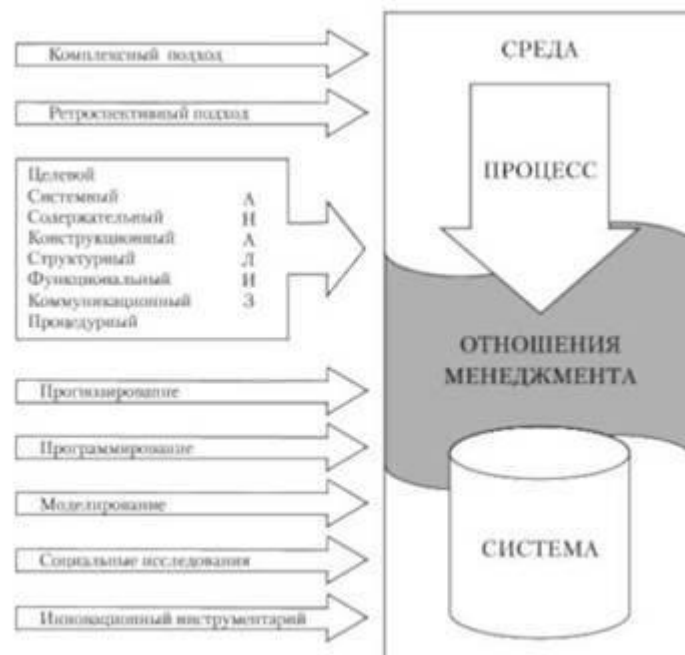 Комплексный подход
Ретроспективный подход
Целевой
Системный
Содержательный
Конструкционный
Структурный
Функциональный
Коммуникационный
Процедурный
А
Н
А
Л
И
З
Прогнозирование
Программирование
Моделирование
Социальные исследования
Инновационный инструментарий
СРЕДА
ПРОЦЕСС
ОТНОШЕНИЯ
МЕНЕДЖМЕНТА
СИСТЕМА